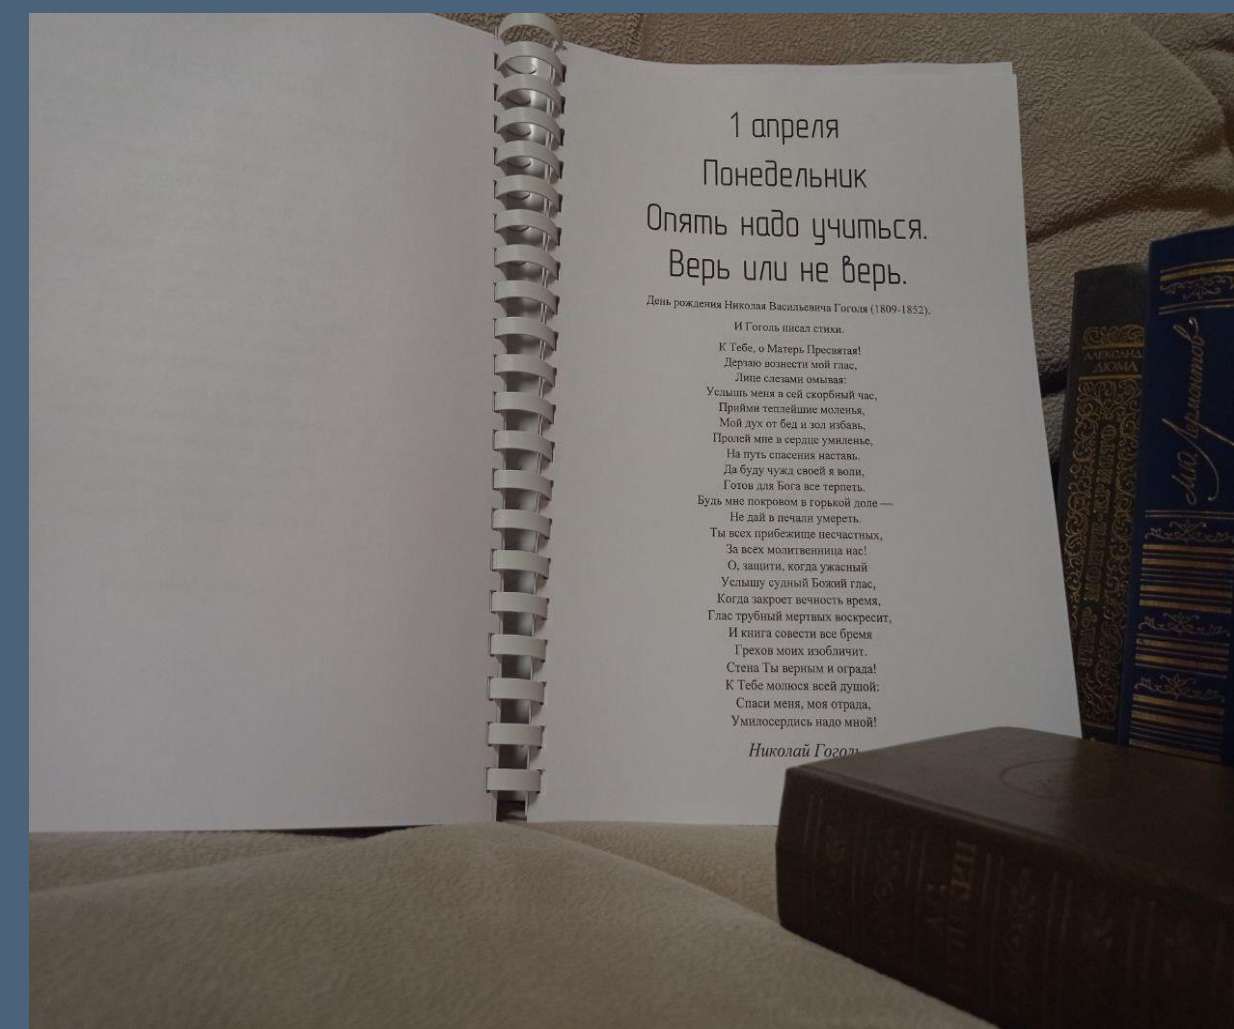 1 апреля
Понедельник
Опять надо учиться.
Верь или не верь.
День рождения Николая Васильевича Гоголя (1809-1852).
И Гоголь писал стихи.
К Тебе, о Матерь Пресвятая!
Дерзаю вознести мой глас,
Лице слезами омывая:
Услышь меня в сей скорбный час,
Прийми теплейшие моленья,
Мой дух от бед и зол избавь,
Пролей мне в сердце умиленье,
На путь спасения наставь.
Да буду чужд своей я воли,
Готов для Бога все терпеть.
Будь мне покровом в горькой доле —
Не дай в печали умереть.
Ты всех прибежище несчастных,
За всех молитвенница нас!
О, защити, когда ужасный
Услышу судный Божий глас,
Когда закроет вечность время,
Глас трубный мертвых воскресит,
И книга совести все бремя
Грехов моих изобличит.
Стена Ты верным и ограда!
К Тебе молюся всей душой:
Спаси меня, моя отрада,
Умилосердись надо мной!
Николай Гоголь
АЛЕКСАНДР
ДЮМА
ГРАФ МОНТЕ-КРИСТО
М.Ю. Лермонтов